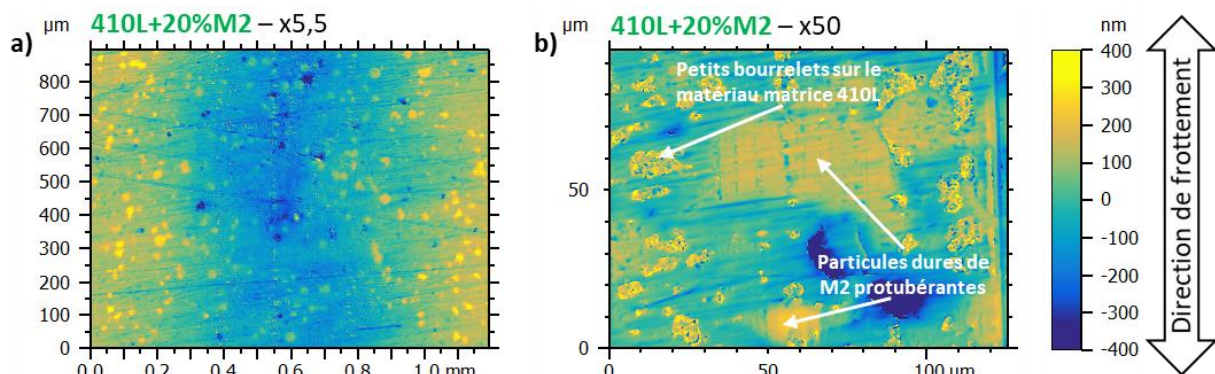 410L+20%M2 – x5,5
a)
µm
800
700
600
500
400
300
200
100
0
0.0 0.2 0.4 0.6 0.8 1.0 mm
410L+20%M2 – x50
b)
µm
Petits bourrelets sur le
matériau matrice 410L
50
Particules dures de
M2 protubérantes
0
0 50 100 µm
nm
400
300
200
100
0
-100
-200
-300
-400
Direction de frottement